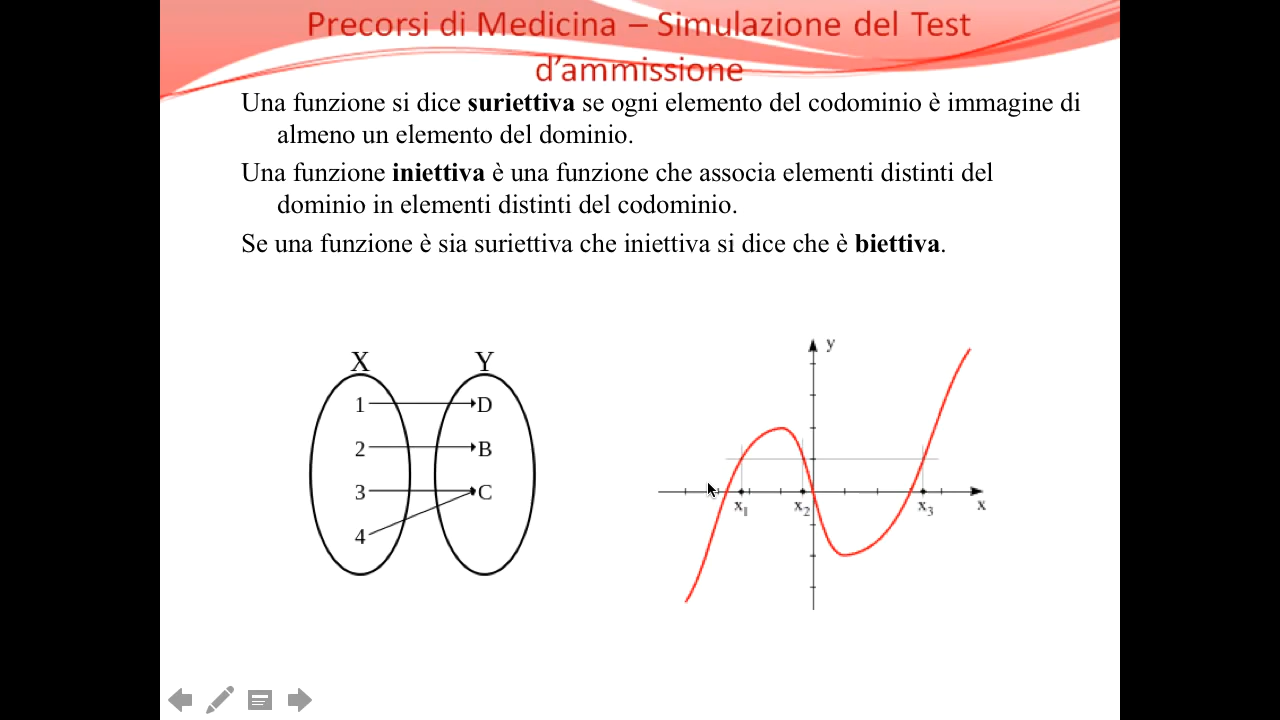 Precorsi di Medicina – Simulazione del Test
d’ammissione
Una funzione si dice suriettiva se ogni elemento del codominio è immagine di
almeno un elemento del dominio.
Una funzione iniettiva è una funzione che associa elementi distinti del
dominio in elementi distinti del codominio.
Se una funzione è sia suriettiva che iniettiva si dice che è biettiva.
X Y
1 D
2 B
3 C
4
y
x1 x2 x3 x